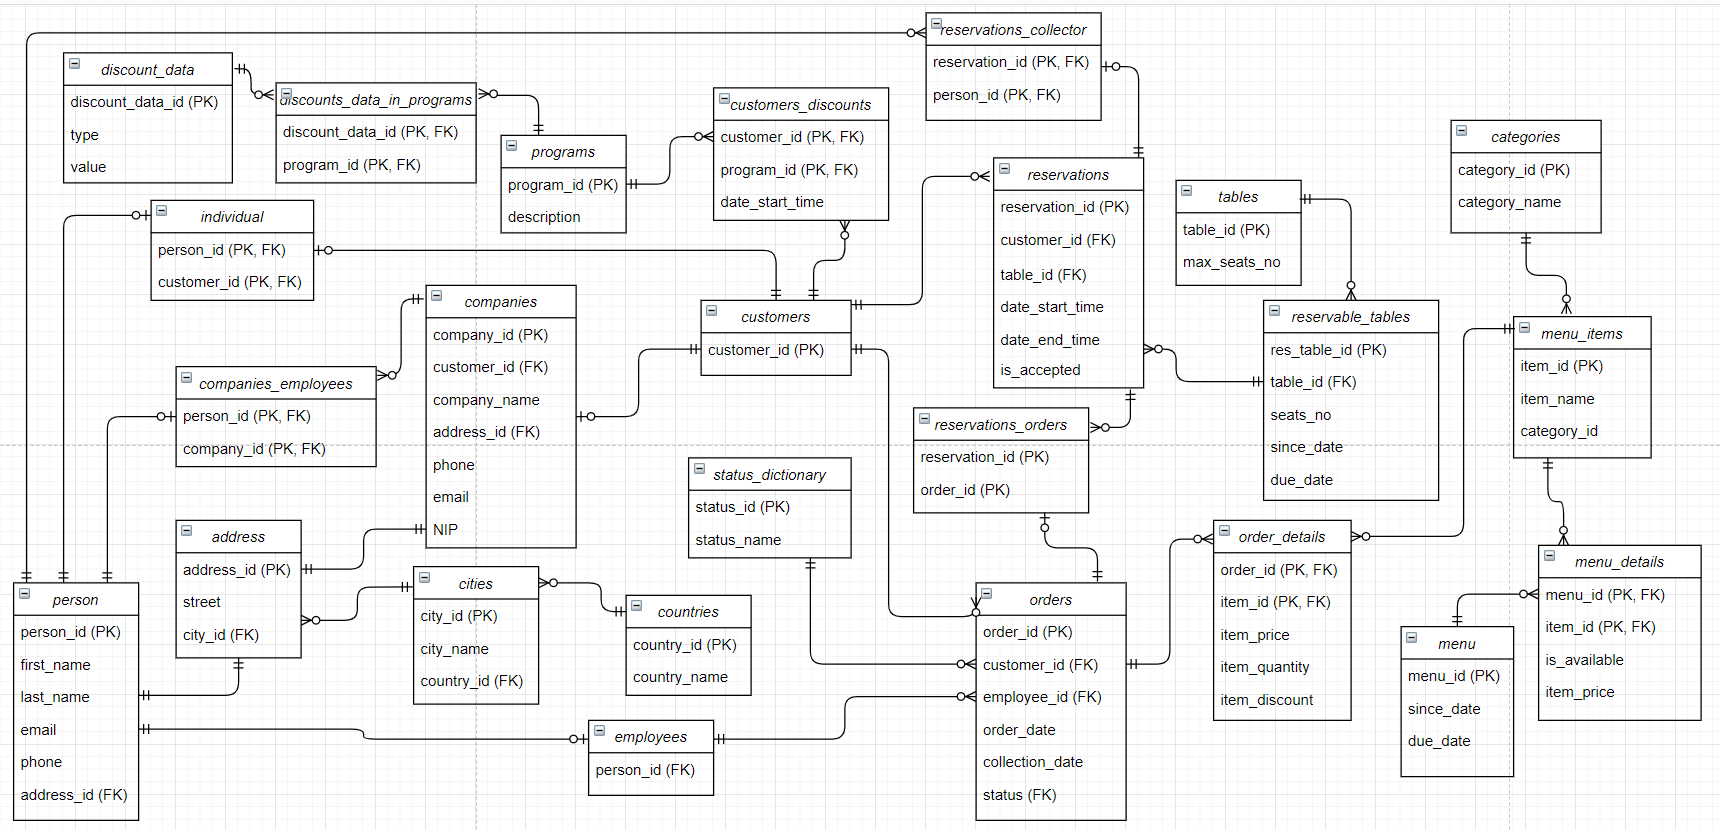 reservations_collector
reservation_id (PK, FK)
person_id (PK, FK)
discount_data
discount_data_id (PK)
type
value
discounts_data_in_programs
discount_data_id (PK, FK)
program_id (PK, FK)
programs
program_id (PK)
description
customers_discounts
customer_id (PK, FK)
program_id (PK, FK)
date_start_time
reservations
reservation_id (PK)
customer_id (FK)
table_id (FK)
date_start_time
date_end_time
is_accepted
tables
table_id (PK)
max_seats_no
categories
category_id (PK)
category_name
individual
person_id (PK, FK)
customer_id (PK, FK)
companies
company_id (PK)
customer_id (FK)
company_name
address_id (FK)
phone
email
NIP
customers
customer_id (PK)
reservable_tables
res_table_id (PK)
table_id (FK)
seats_no
since_date
due_date
menu_items
item_id (PK)
item_name
category_id
companies_employees
person_id (PK, FK)
company_id (PK, FK)
reservations_orders
reservation_id (PK)
order_id (PK)
status_dictionary
status_id (PK)
status_name
address
address_id (PK)
street
city_id (FK)
cities
city_id (PK)
city_name
country_id (FK)
countries
country_id (PK)
country_name
order_details
order_id (PK, FK)
item_id (PK, FK)
item_price
item_quantity
item_discount
menu_details
menu_id (PK, FK)
item_id (PK, FK)
is_available
item_price
person
person_id (PK)
first_name
last_name
email
phone
address_id (FK)
orders
order_id (PK)
customer_id (FK)
employee_id (FK)
order_date
collection_date
status (FK)
menu
menu_id (PK)
since_date
due_date
employees
person_id (FK)